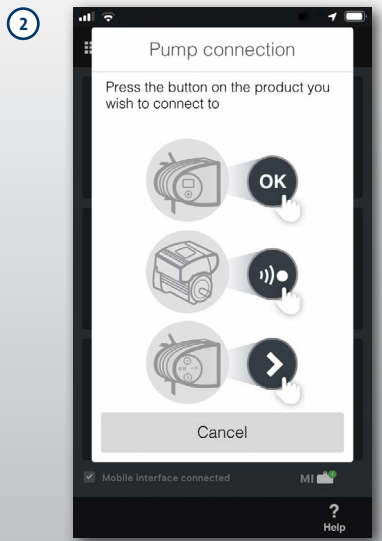 2
Pump connection
Press the button on the product you
wish to connect to
OK
Cancel
Mobile interface connected
MI
?
Help